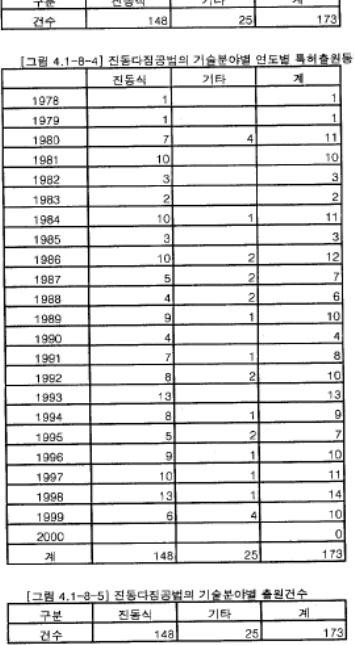 구분 진동식 기타 계
건수 148 25 173
[그림 4.1-8-4] 진동다짐공법의 기술분야별 연도별 특허출원동
진동식 기타 계
1978 1 1
1979 1 1
1980 7 4 11
1981 10 10
1982 3 3
1983 2 2
1984 10 1 11
1985 3 3
1986 10 2 12
1987 5 2 7
1988 4 2 6
1989 9 1 10
1990 4 4
1991 7 1 8
1992 8 2 10
1993 13 13
1994 8 1 9
1995 5 2 7
1996 9 1 10
1997 10 1 11
1998 13 1 14
1999 6 4 10
2000 0
계 148 25 173
[그림 4.1-8-5] 진동다짐공법의 기술분야별 출원건수
구분 진동식 기타 계
건수 148 25 173